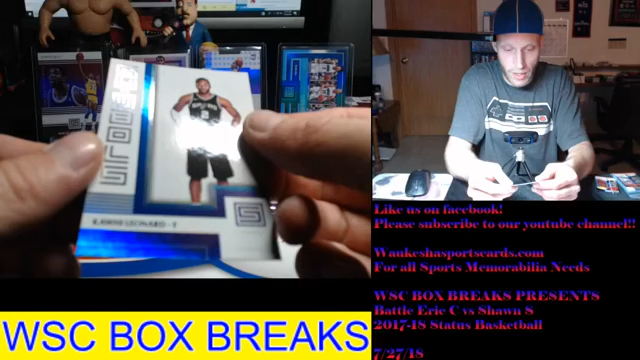 KAWHI LEONARD - F
Like us on facebook!
Please subscribe to our youtube channel!!
Waukeshasportscards.com
For all Sports Memorabilia Needs
WSC BOX BREAKS PRESENTS
Battle Eric C vs Shawn S
2017-18 Status Basketball
7/27/18
WSC BOX BREAKS